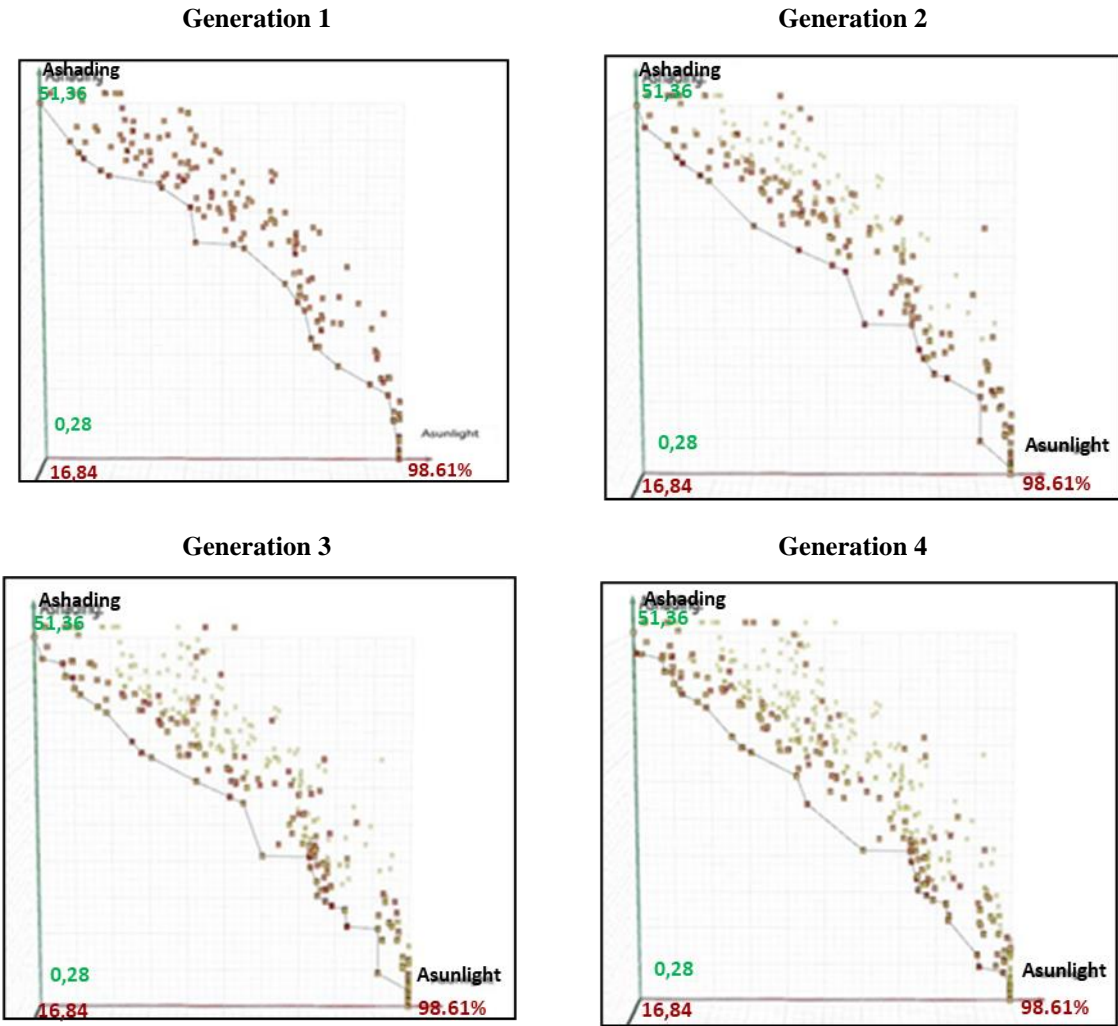 Generation 1
Generation 2
Ashading
51,36
0,28
Asunlight
16,84
98.61%
Ashading
51,36
0,28
Asunlight
16,84
98.61%
Generation 3
Generation 4
Ashading
51,36
0,28
Asunlight
16,84
98.61%
Ashading
51,36
0,28
Asunlight
16,84
98.61%